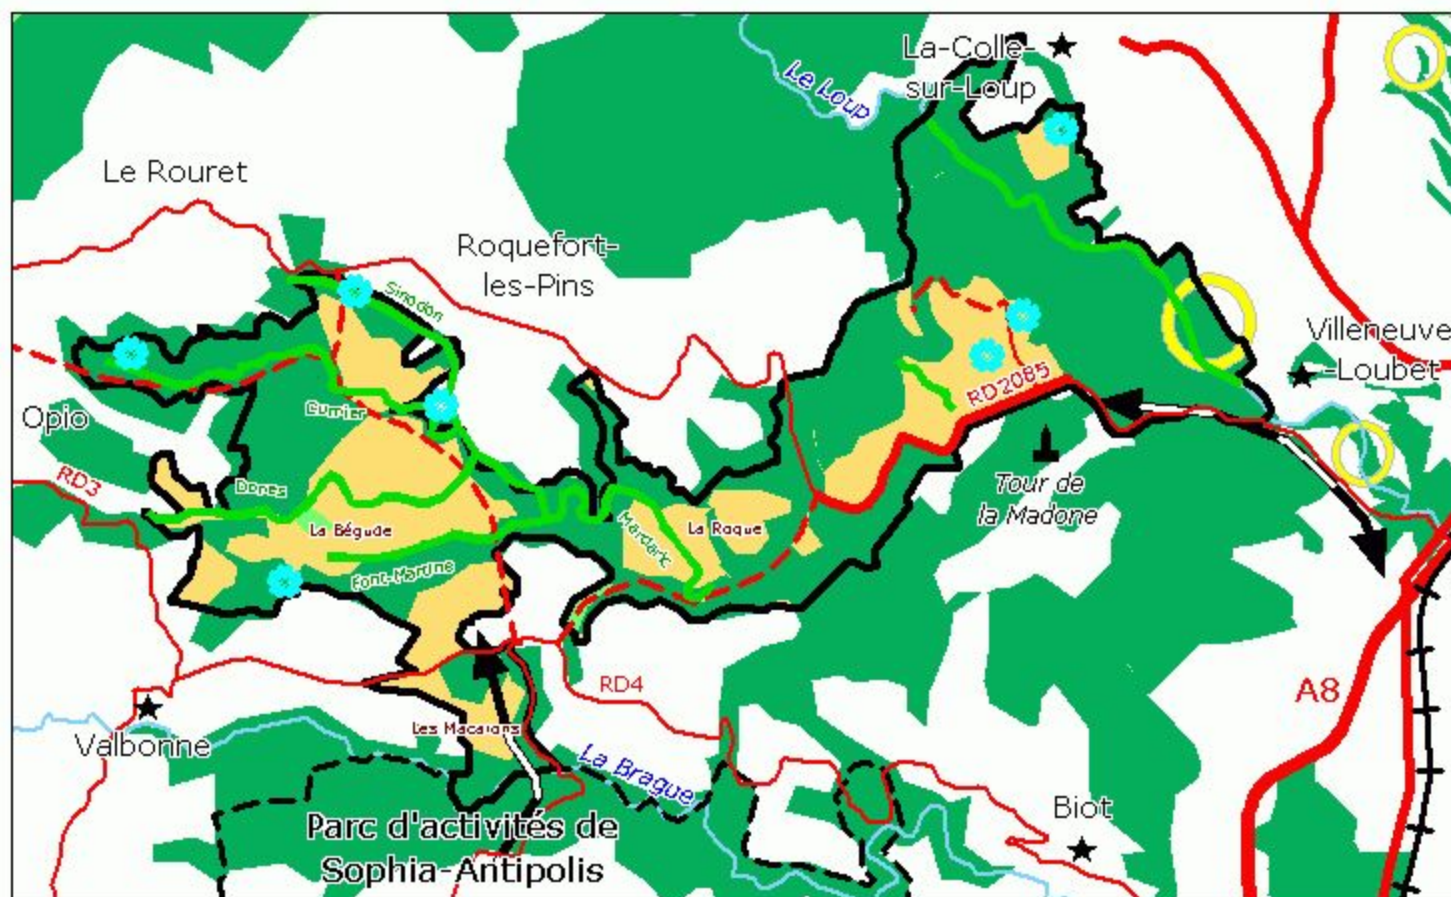 La-Colle-
sur-Loup
Le Loup
Le Rouret
Roquefort-
les-Pins
Sinodon
Villeneuve
-Loubet
RD2085
Opio
Gumier
RD3
Dones
La Bégude
Font-Martine
Mardaric
La Roque
Tour de
la Madone
RD4
A8
Les Macarons
Valbonne
La Brague
Biot
Parc d'activités de
Sophia-Antipolis